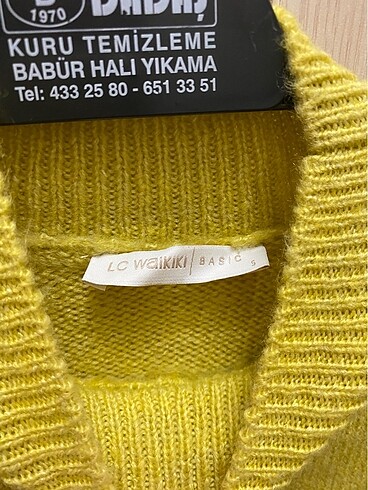 1970
KURU TEMİZLEME
BABÜR HALI YIKAMA
Tel: 433 25 80 - 651 33 51
LC WAIKIKI BASIC S